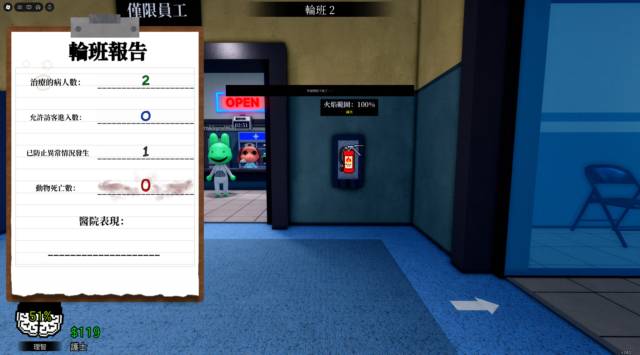 僅限員工
輪班 2
輪班報告
治療的病人數: 2
允許訪客進入數: 0
已防止異常情況發生 1
動物死亡數: 0
醫院表現:
OPEN
火焰範圍: 100%
51%
理智
$119
護士